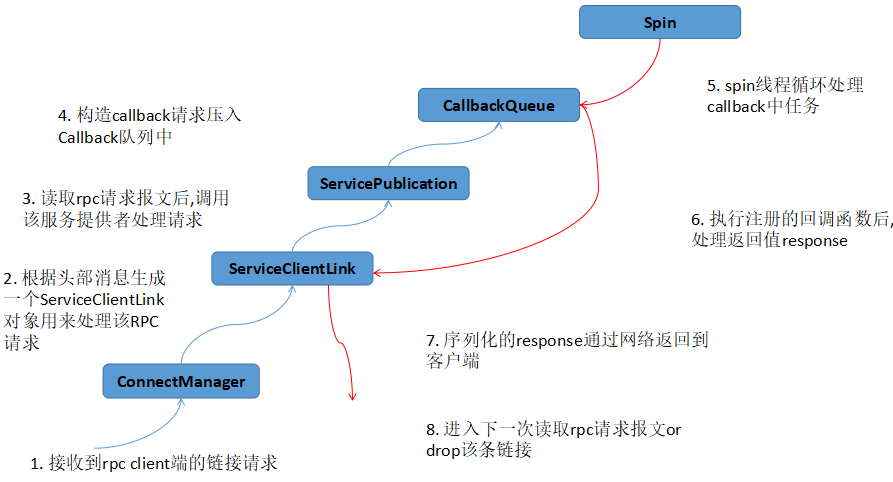 Spin
5. spin线程循环处理
callback中任务
CallbackQueue
4. 构造callback请求压入
Callback队列中
ServicePublication
3. 读取rpc请求报文后,调用
该服务提供者处理请求
6. 执行注册的回调函数后,
处理返回值response
ServiceClientLink
2. 根据头部消息生成
一个ServiceClientLink
对象用来处理该RPC
请求
7. 序列化的response通过网络返回到
客户端
ConnectManager
8. 进入下一次读取rpc请求报文or
drop该条链接
1. 接收到rpc client端的链接请求